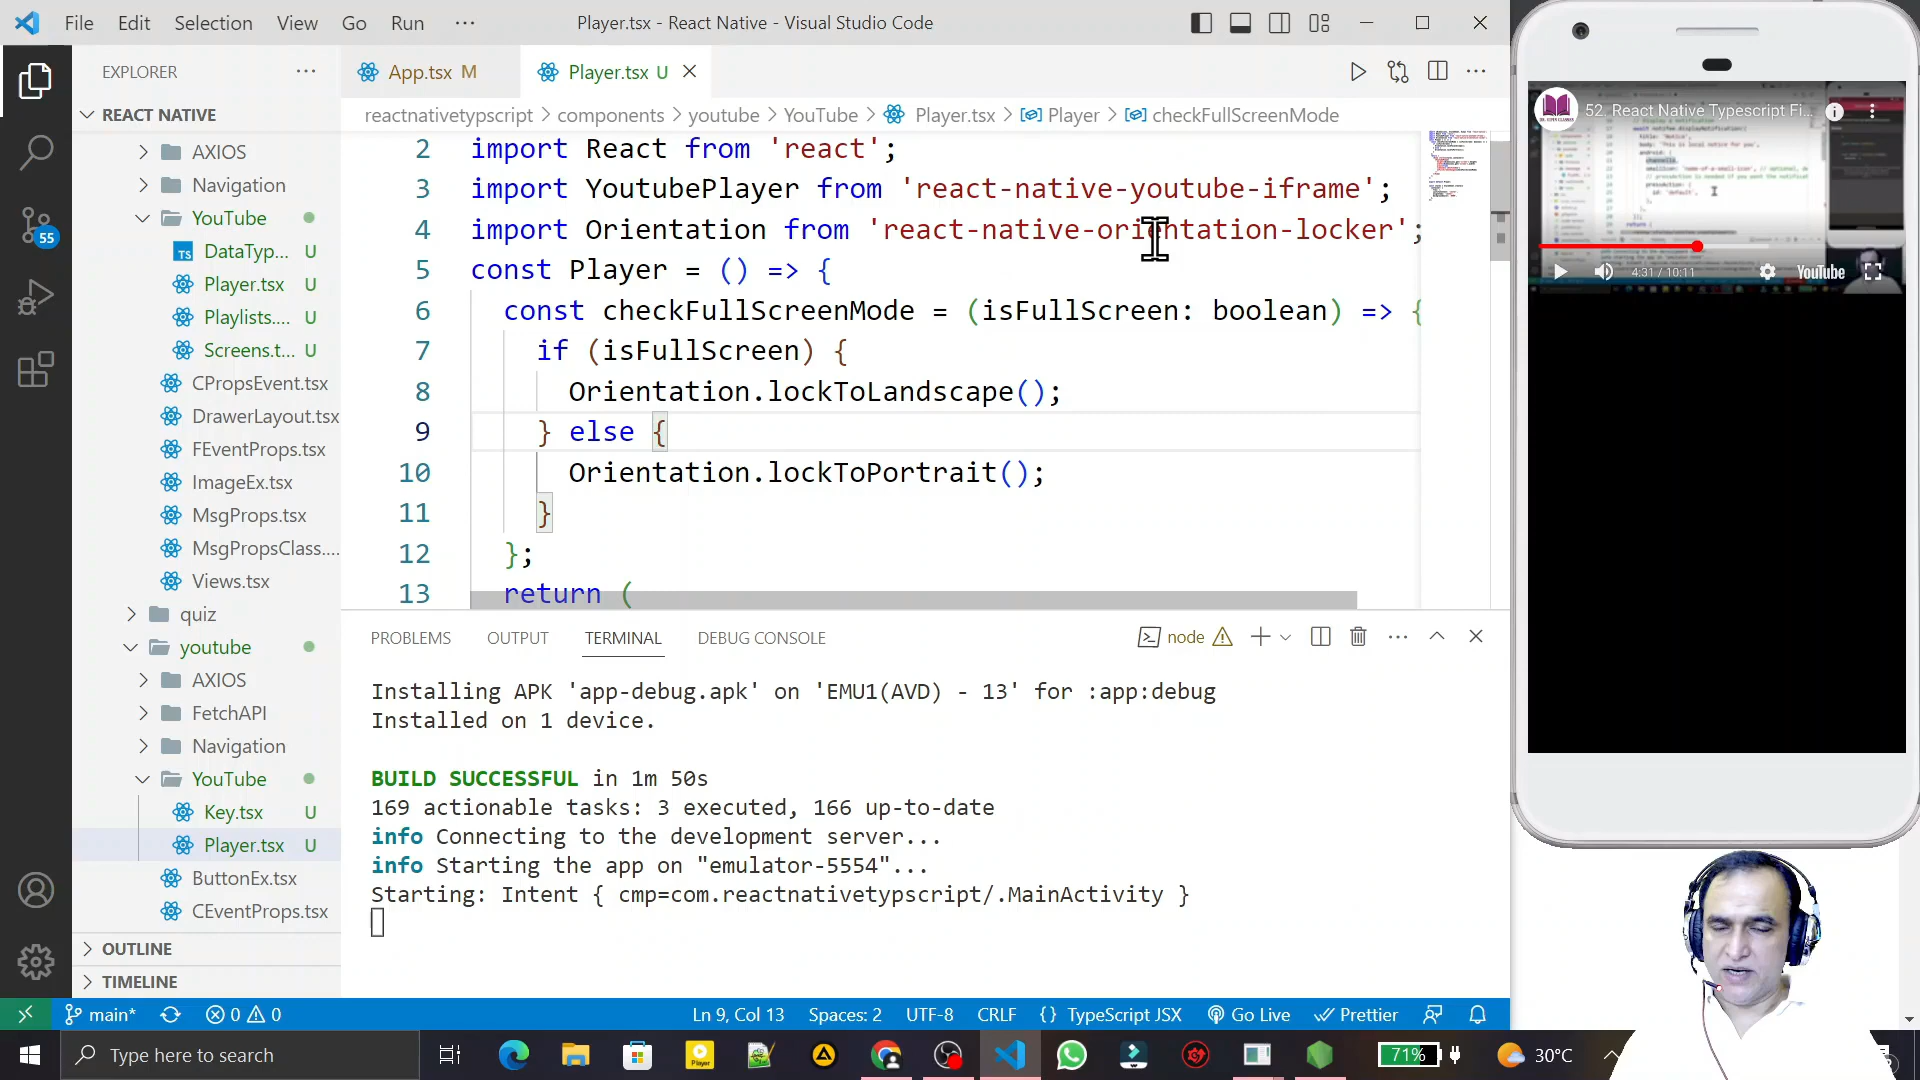 File Edit Selection View Go Run ···
Player.tsx - React Native - Visual Studio Code
EXPLORER
REACT NATIVE
AXIOS
Navigation
YouTube
DataTyp... U
Player.tsx U
Playlists.... U
Screens.t... U
CPropsEvent.tsx
DrawerLayout.tsx
FEventProps.tsx
ImageEx.tsx
MsgProps.tsx
MsgPropsClass....
Views.tsx
quiz
youtube
AXIOS
FetchAPI
Navigation
YouTube
Key.tsx U
Player.tsx U
ButtonEx.tsx
CEventProps.tsx
OUTLINE
TIMELINE
55
App.tsx M
Player.tsx U
reactnativetypscript > components > youtube > YouTube > Player.tsx > Player > checkFullScreenMode
2 import React from 'react';
3 import YoutubePlayer from 'react-native-youtube-iframe';
4 import Orientation from 'react-native-orientation-locker';
5 const Player = () => {
6 const checkFullScreenMode = (isFullScreen: boolean) => {
7 if (isFullScreen) {
8 Orientation.lockToLandscape();
9 } else {
10 Orientation.lockToPortrait();
11 }
12 };
13 return (
PROBLEMS OUTPUT TERMINAL DEBUG CONSOLE
node
Installing APK 'app-debug.apk' on 'EMU1(AVD) - 13' for :app:debug
Installed on 1 device.
BUILD SUCCESSFUL in 1m 50s
169 actionable tasks: 3 executed, 166 up-to-date
info Connecting to the development server...
info Starting the app on "emulator-5554"...
Starting: Intent { cmp=com.reactnativetypscript/.MainActivity }
52. React Native Typescript Fi...
4:31 / 10:11
YouTube
main* 0 0
Ln 9, Col 13 Spaces: 2 UTF-8 CRLF {} TypeScript JSX Go Live Prettier
Type here to search
Player
71%
30°C